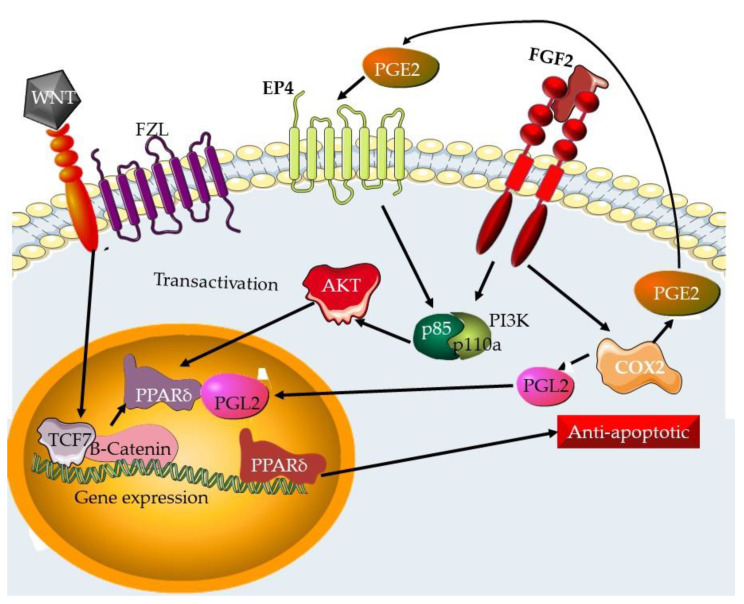 PGE2
FGF2
EP4
WNT
FZL
Transactivation
AKT
PGE2
p85
PI3K
p110a
COX2
PPARδ
PGL2
PGL2
TCF7
B-Catenin
PPARδ
Anti-apoptotic
Gene expression